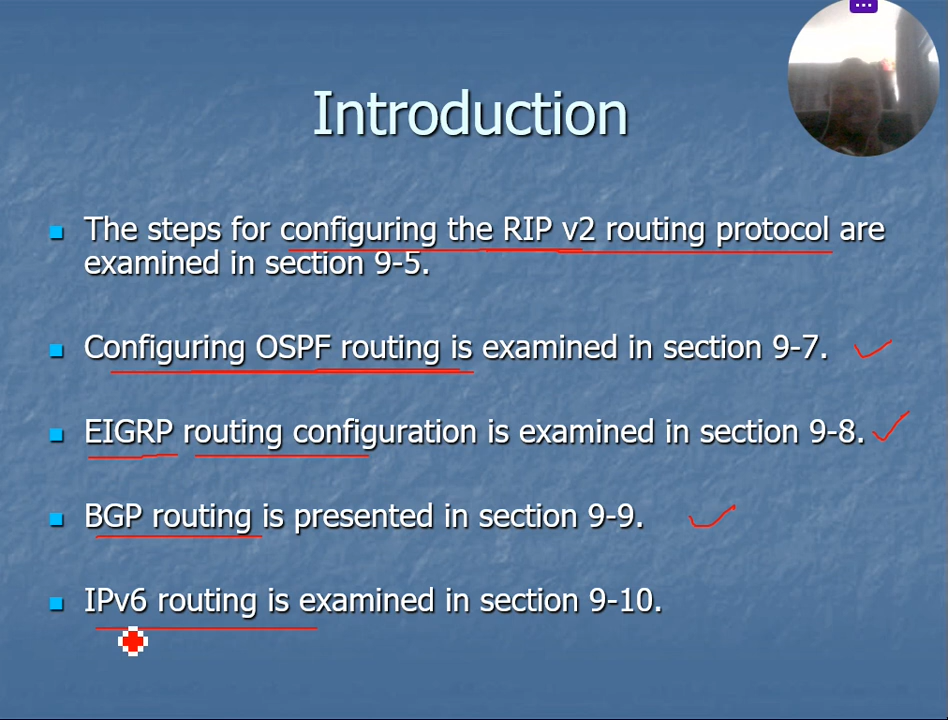 Introduction
The steps for configuring the RIP v2 routing protocol are
examined in section 9-5.
Configuring OSPF routing is examined in section 9-7.
EIGRP routing configuration is examined in section 9-8.
BGP routing is presented in section 9-9.
IPv6 routing is examined in section 9-10.